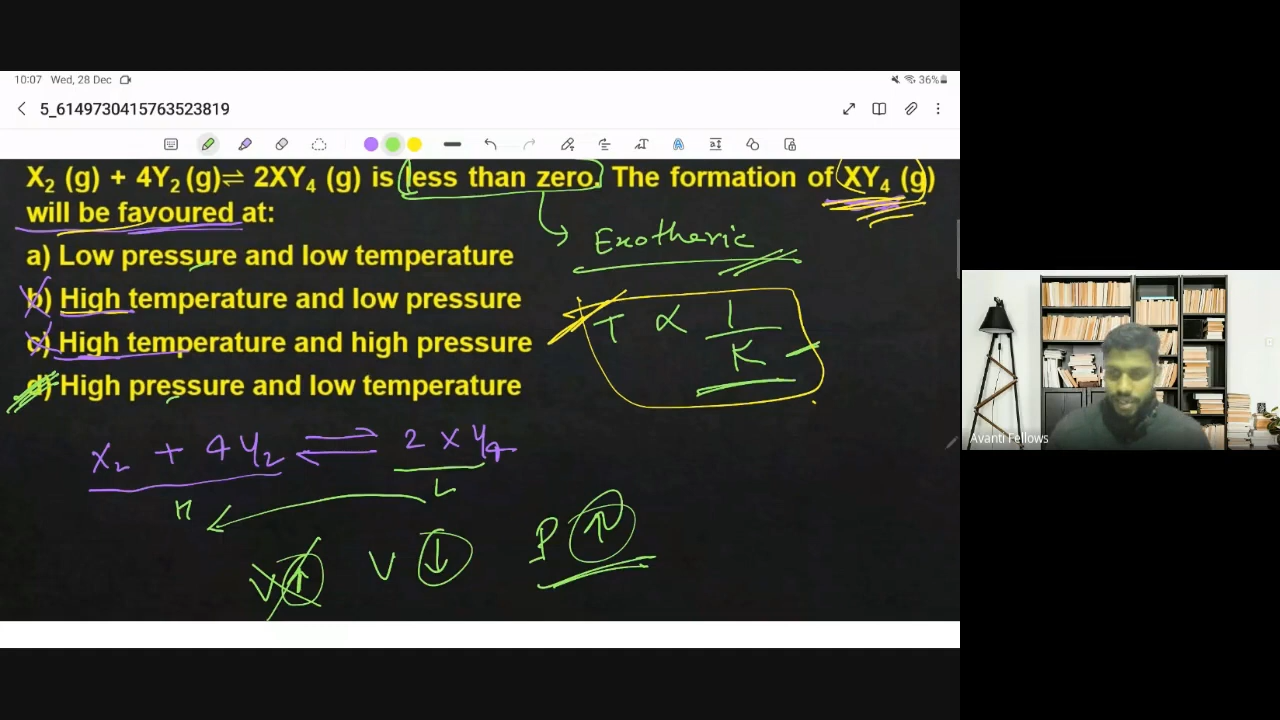 10:07 Wed, 28 Dec
36%
5_6149730415763523819
X₂ (g) + 4Y₂ (g)⇌ 2XY₄ (g) is less than zero. The formation of XY₄ (g)
will be favoured at:
a) Low pressure and low temperature
b) High temperature and low pressure
c) High temperature and high pressure
d) High pressure and low temperature
Exotheric
T ∝ 1/K
X₂ + 4Y₂ ⇌ 2XY₄
H L
V↑ V↓ P↑
Avanti Fellows